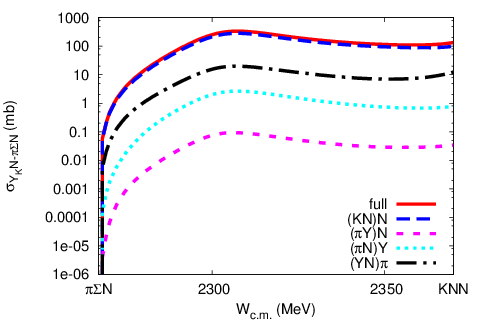 1000
100
10
1
0.1
0.01
0.001
0.0001
1e-05
1e-06
σYKN-πΣN (mb)
full
(KN)N
(πY)N
(πN)Y
(YN)π
πΣN 2300 2350 KNN
Wc.m. (MeV)